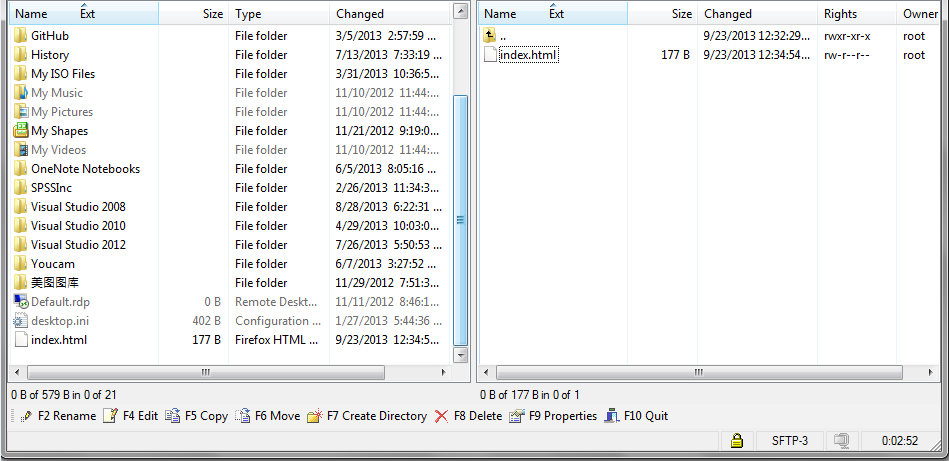 Name Ext Size Type Changed
GitHub File folder 3/5/2013 2:57:59 ...
History File folder 7/13/2013 7:33:19 ...
My ISO Files File folder 3/31/2013 10:36:5...
My Music File folder 11/10/2012 11:44:...
My Pictures File folder 11/10/2012 11:44:...
My Shapes File folder 11/21/2012 9:19:0...
My Videos File folder 11/10/2012 11:44:...
OneNote Notebooks File folder 6/5/2013 8:05:16 ...
SPSSInc File folder 2/26/2013 11:34:3...
Visual Studio 2008 File folder 8/28/2013 6:22:31 ...
Visual Studio 2010 File folder 4/29/2013 10:03:0...
Visual Studio 2012 File folder 7/26/2013 5:50:53 ...
Youcam File folder 6/7/2013 3:27:52 ...
美图图库 File folder 11/29/2012 7:51:3...
Default.rdp 0 B Remote Deskt... 11/11/2012 8:46:1...
desktop.ini 402 B Configuration ... 1/27/2013 5:44:36 ...
index.html 177 B Firefox HTML ... 9/23/2013 12:34:5...
0 B of 579 B in 0 of 21
Name Ext Size Changed Rights Owner
.. 9/23/2013 12:32:29... rwxr-xr-x root
index.html 177 B 9/23/2013 12:34:54... rw-r--r-- root
0 B of 177 B in 0 of 1
F2 Rename F4 Edit F5 Copy F6 Move F7 Create Directory F8 Delete F9 Properties F10 Quit
SFTP-3 0:02:52